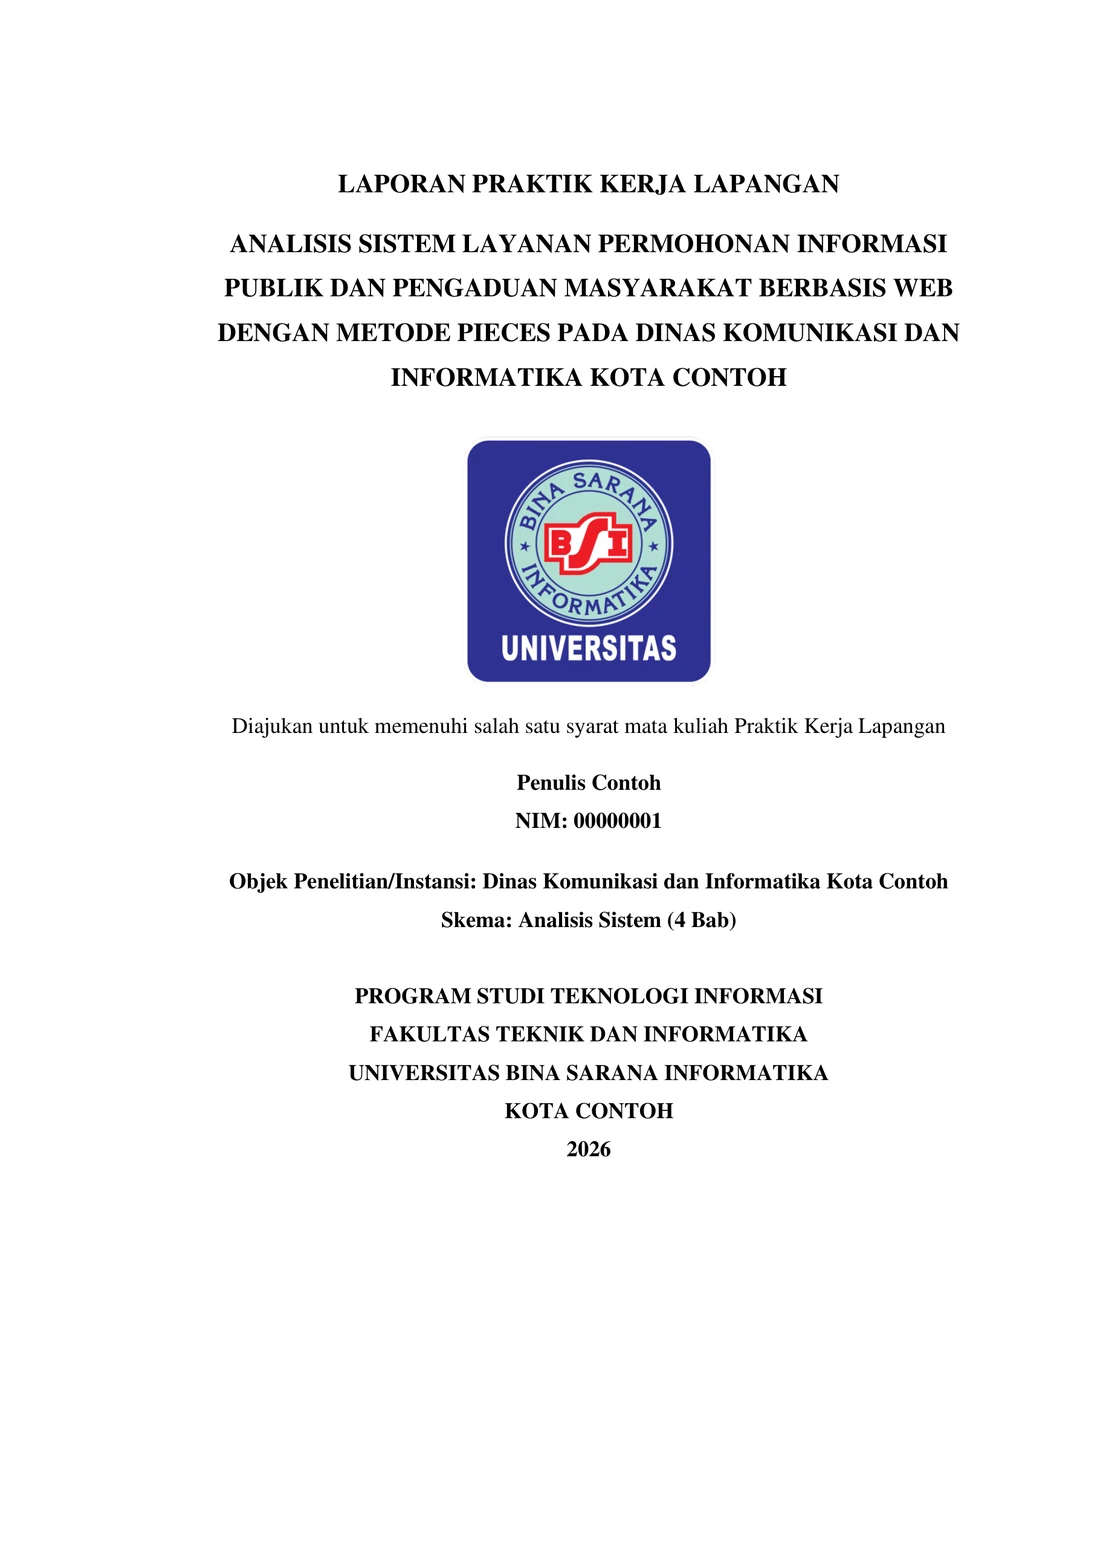 LAPORAN PRAKTIK KERJA LAPANGAN
ANALISIS SISTEM LAYANAN PERMOHONAN INFORMASI
PUBLIK DAN PENGADUAN MASYARAKAT BERBASIS WEB
DENGAN METODE PIECES PADA DINAS KOMUNIKASI DAN
INFORMATIKA KOTA CONTOH
BINA SARANA
BSI
INFORMATIKA
UNIVERSITAS
Diajukan untuk memenuhi salah satu syarat mata kuliah Praktik Kerja Lapangan
Penulis Contoh
NIM: 00000001
Objek Penelitian/Instansi: Dinas Komunikasi dan Informatika Kota Contoh
Skema: Analisis Sistem (4 Bab)
PROGRAM STUDI TEKNOLOGI INFORMASI
FAKULTAS TEKNIK DAN INFORMATIKA
UNIVERSITAS BINA SARANA INFORMATIKA
KOTA CONTOH
2026